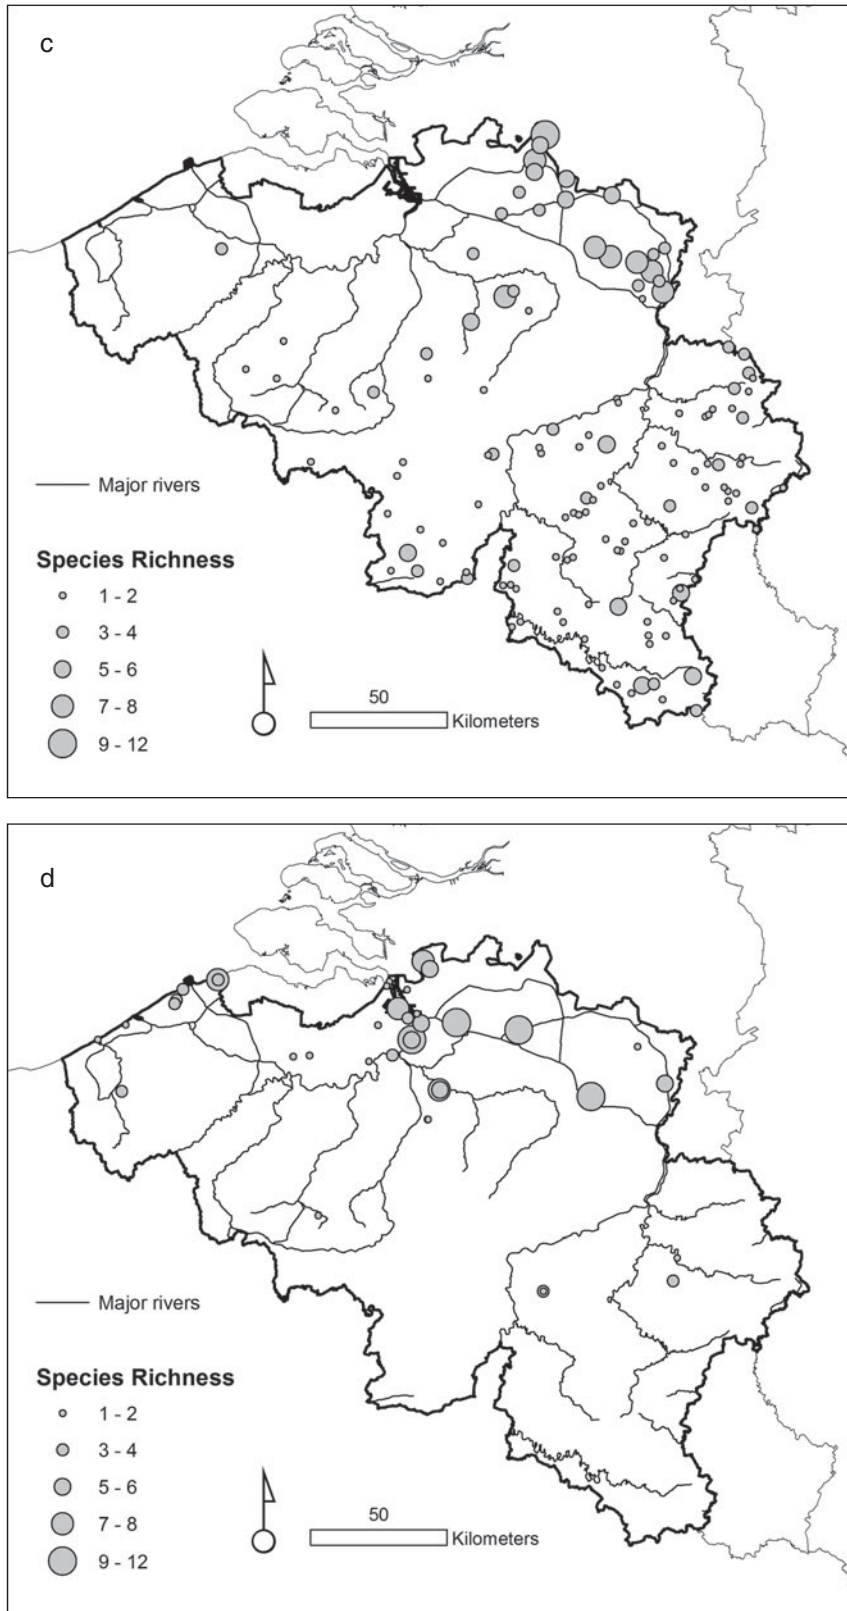 c
Major rivers
Species Richness
1 - 2
3 - 4
5 - 6
7 - 8
9 - 12
50
Kilometers
d
Major rivers
Species Richness
1 - 2
3 - 4
5 - 6
7 - 8
9 - 12
50
Kilometers